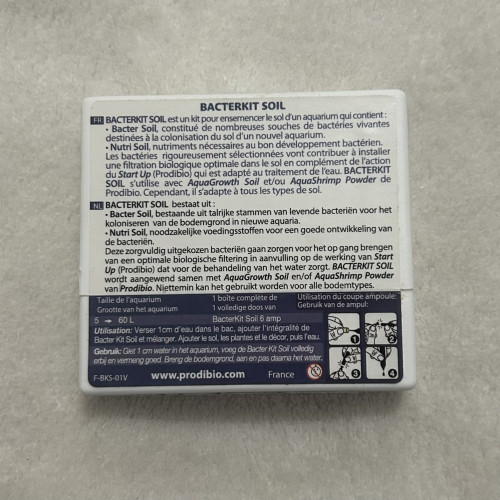 BACTERKIT SOIL
FR BACTERKIT SOIL est un kit pour ensemencer le sol d'un aquarium qui contient :
• Bacter Soil, constitué de nombreuses souches de bactéries vivantes
destinées à la colonisation du sol d'un nouvel aquarium.
• Nutri Soil, nutriments nécessaires au bon développement bactérien.
Les bactéries rigoureusement sélectionnées vont contribuer à installer
une filtration biologique optimale dans le sol en complément de l'action
du Start Up (Prodibio) qui est adapté au traitement de l'eau. BACTERKIT
SOIL s'utilise avec AquaGrowth Soil et/ou AquaShrimp Powder de
Prodibio. Cependant, il s'adapte à tous les types de sol.
NL BACTERKIT SOIL bestaat uit :
• Bacter Soil, bestaande uit talrijke stammen van levende bacteriën voor het
koloniseren van de bodemgrond in nieuwe aquaria.
• Nutri Soil, noodzakelijke voedingsstoffen voor een goede ontwikkeling van
de bacteriën.
Deze zorgvuldig uitgekozen bacteriën gaan zorgen voor het op gang brengen
van een optimale biologische filtering in aanvulling op de werking van Start
Up (Prodibio) dat voor de behandeling van het water zorgt. BACTERKIT SOIL
wordt aangewend samen met AquaGrowth Soil en/of AquaShrimp Powder
van Prodibio. Niettemin kan het gebruikt worden voor alle bodemtypes.
Taille de l'aquarium 1 boîte complète de Utilisation du coupe ampoule:
Grootte van het aquarium 1 volledige doos van Gebruik van de ampul:
5 → 60 L BacterKit Soil 6 amp
Utilisation: Verser 1cm d'eau dans le bac, ajouter l'intégralité de
Bacter Kit Soil et mélanger. Ajouter le sol, les plantes et le décor, puis l'eau.
Gebruik: Giet 1 cm water in het aquarium, voeg de Bacter Kit Soil volledig
erbij en vermeng goed. Breng de bodemgrond, aan en pas daarna het water.
1 2
3 4
F-BKS-01V www.prodibio.com France